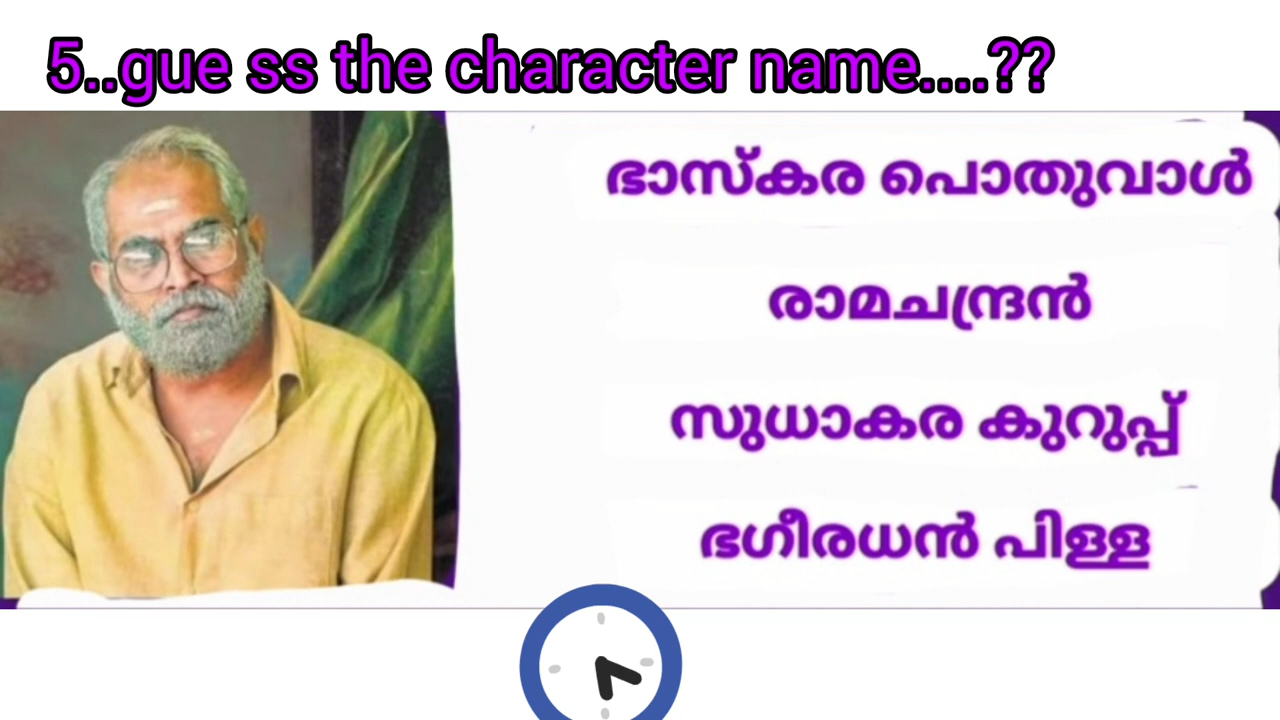 5..gue ss the character name....??
ഭാസ്കര പൊതുവാൾ
രാമചന്ദ്രൻ
സുധാകര കുറുപ്പ്
ഭഗീരധൻ പിള്ള